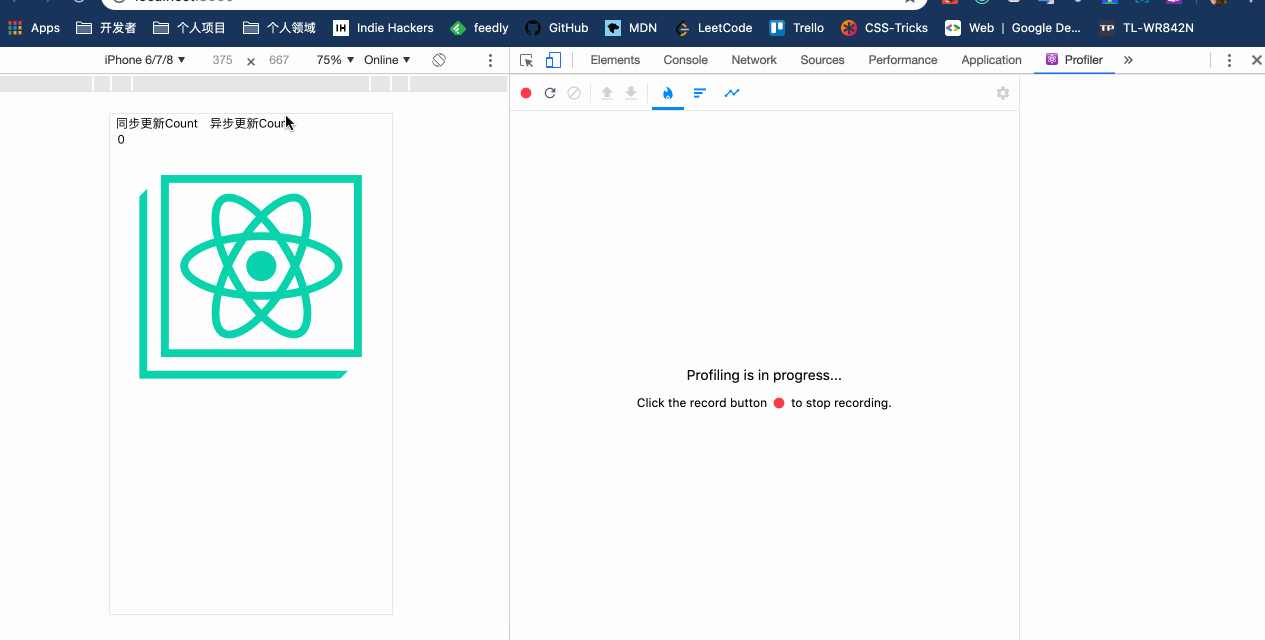 Apps 开发者 个人项目 个人领域 IH Indie Hackers feedly GitHub MDN LeetCode Trello CSS-Tricks Web | Google De... TP TL-WR842N
iPhone 6/7/8 ▼ 375 × 667 75% ▼ Online ▼
Elements Console Network Sources Performance Application Profiler »
同步更新Count 异步更新Coun
0
Profiling is in progress...
Click the record button to stop recording.